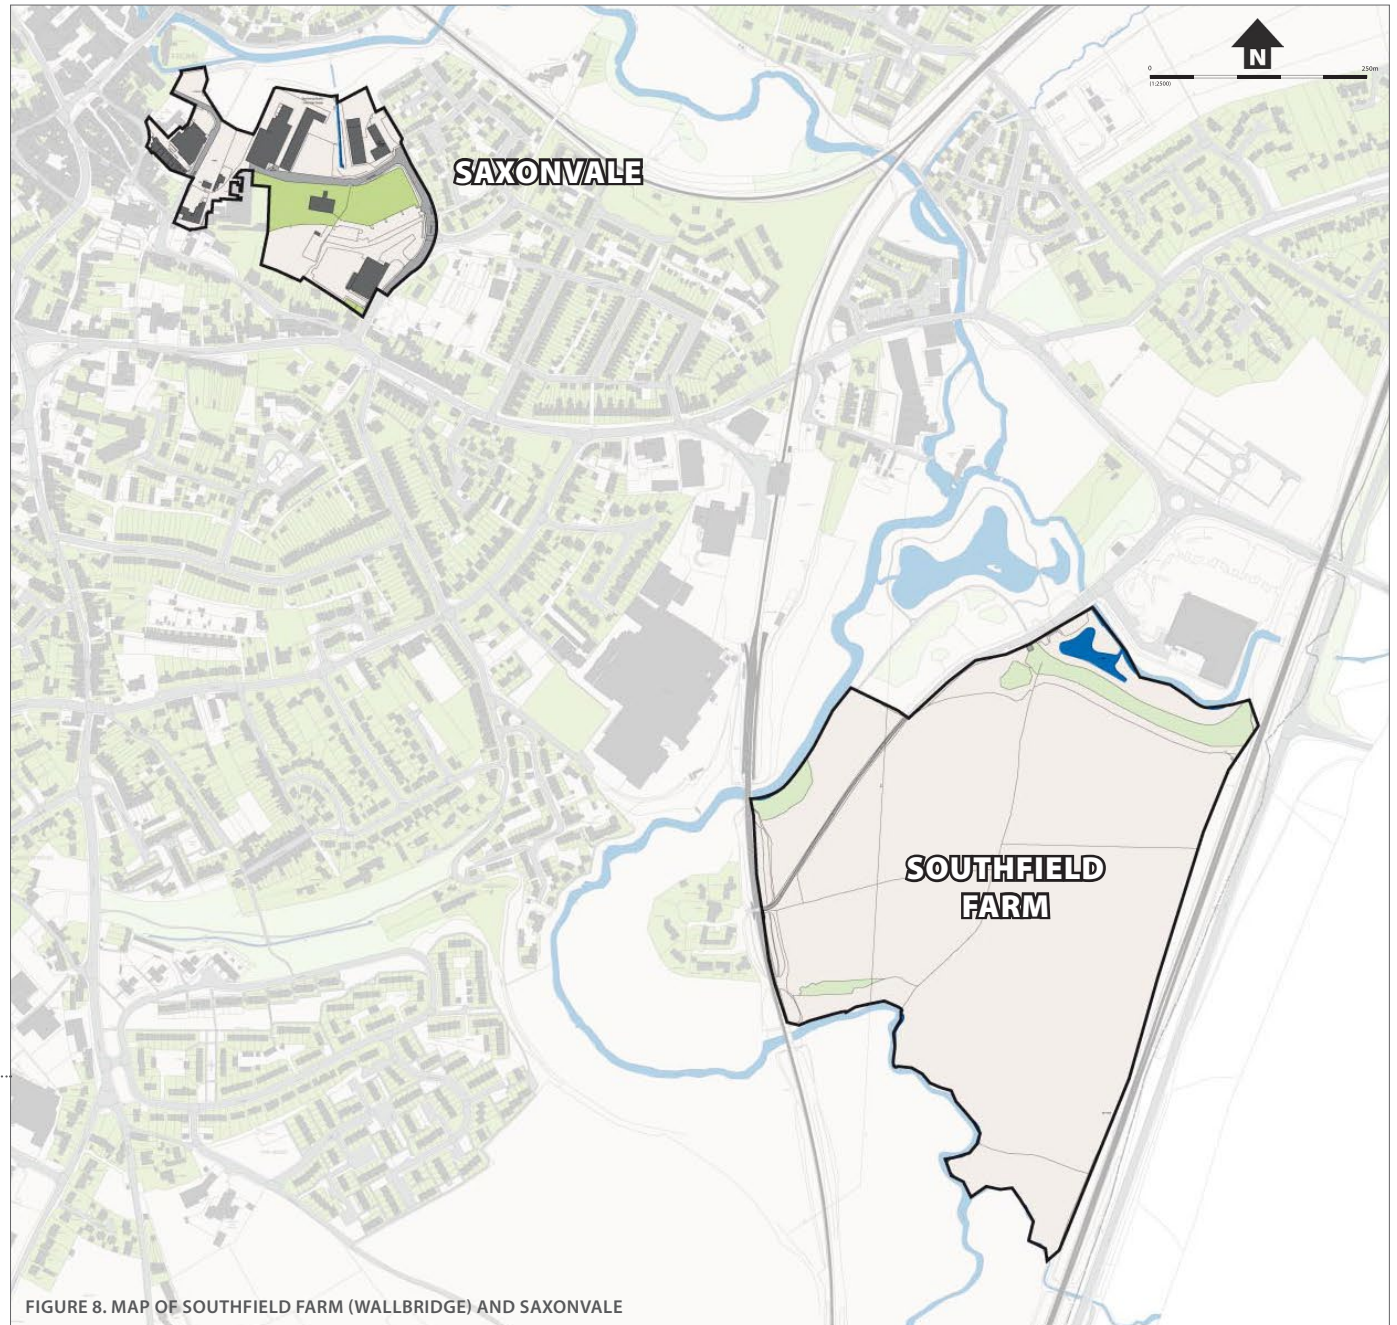 N
0
250m
(1:2500)
SAXONVALE
SOUTHFIELD
FARM
FIGURE 8. MAP OF SOUTHFIELD FARM (WALLBRIDGE) AND SAXONVALE